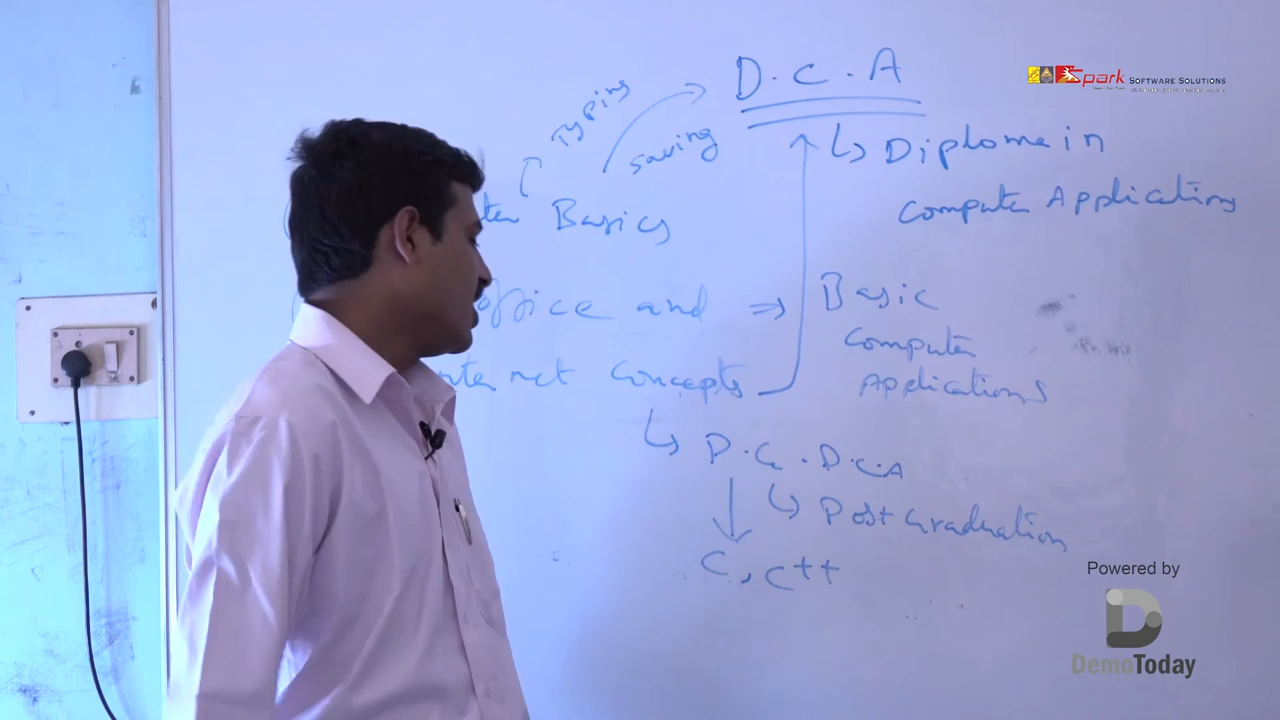 D.C.A
Spark SOFTWARE SOLUTIONS
Typing
Saving
↳ Diploma in
Computer Applications
Basics
office and ⇒ Basic
Computer
Applications
Concepts
↳ P.G.D.C.A
↳ Post Graduation
C, C++
Powered by
DemoToday